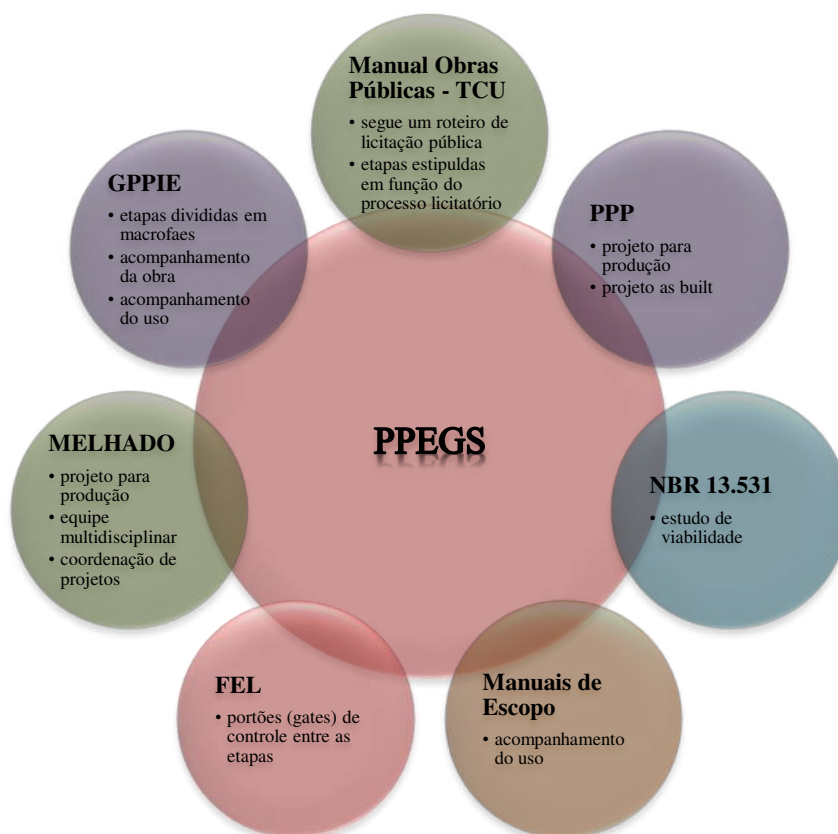 Manual Obras
Públicas - TCU
• segue um roteiro de
licitação pública
• etapas estipuldas
em função do
processo licitatório
GPPIE
• etapas divididas em
macrofaes
• acompanhamento
da obra
• acompanhamento
do uso
PPP
• projeto para
produção
• projeto as built
PPEGS
MELHADO
• projeto para
produção
• equipe
multidisciplinar
• coordenação de
projetos
NBR 13.531
• estudo de
viabilidade
FEL
• portões (gates) de
controle entre as
etapas
Manuais de
Escopo
• acompanhamento
do uso